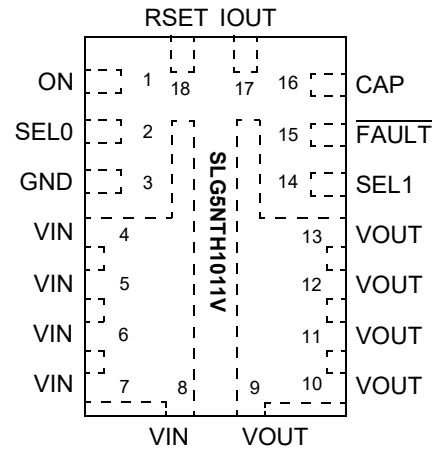 RSET IOUT
18 17
ON 1 16 CAP
SEL0 2 15 FAULT
GND 3 14 SEL1
VIN 4 13 VOUT
VIN 5 12 VOUT
VIN 6 11 VOUT
VIN 7 8 9 10 VOUT
VIN VOUT
SLG5NTH1011V